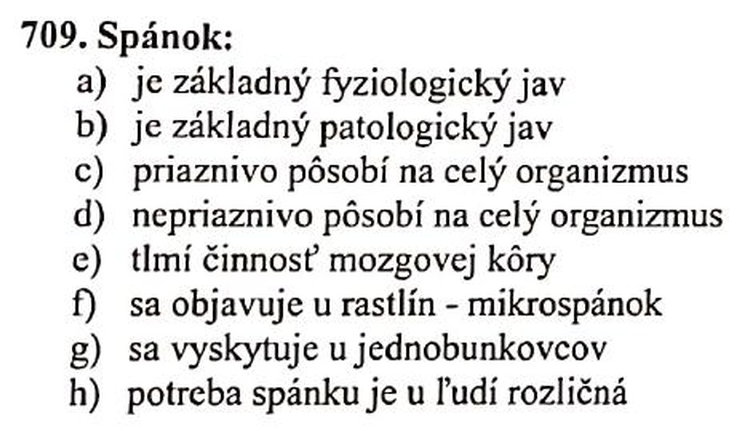 709. Spánok:
a) je základný fyziologický jav
b) je základný patologický jav
c) priaznivo pôsobí na celý organizmus
d) nepriaznivo pôsobí na celý organizmus
e) tlmí činnosť mozgovej kôry
f) sa objavuje u rastlín - mikrospánok
g) sa vyskytuje u jednobunkovcov
h) potreba spánku je u ľudí rozličná